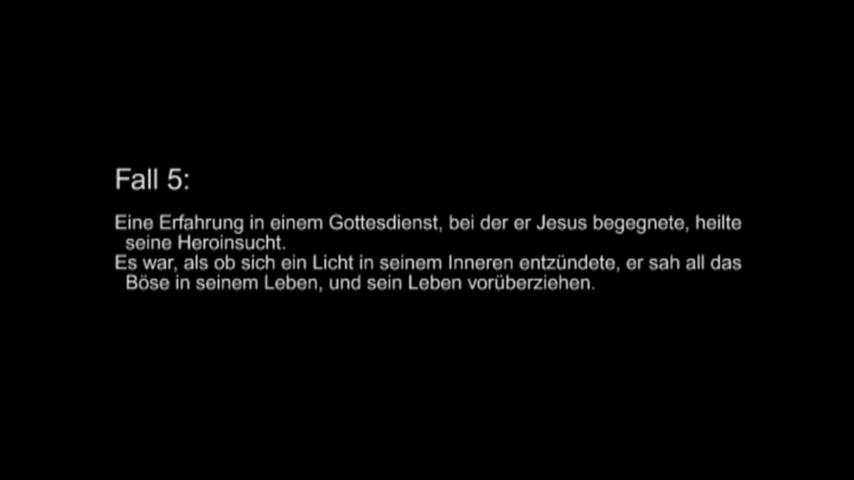 Fall 5:
Eine Erfahrung in einem Gottesdienst, bei der er Jesus begegnete, heilte
seine Heroinsucht.
Es war, als ob sich ein Licht in seinem Inneren entzündete, er sah all das
Böse in seinem Leben, und sein Leben vorüberziehen.